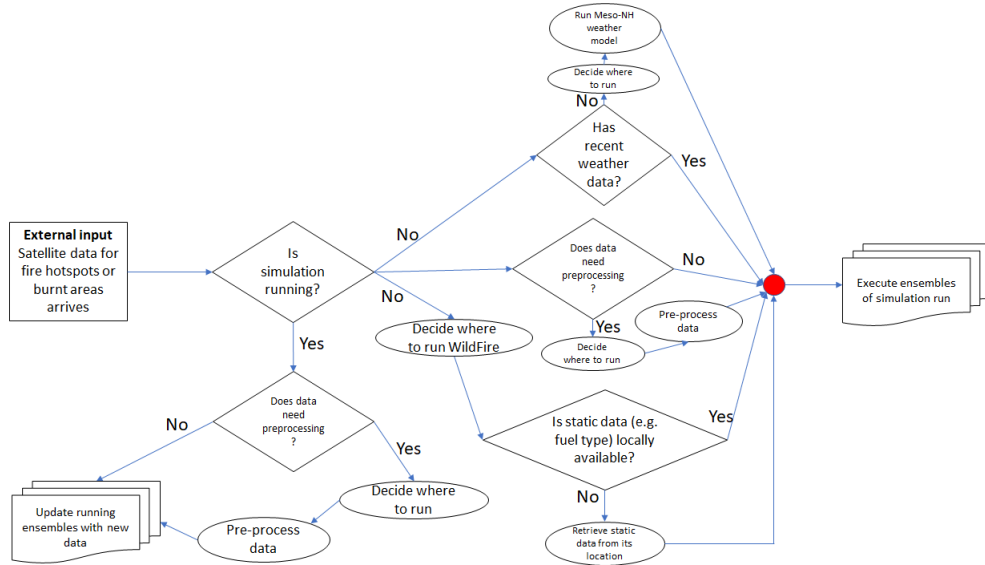 Run Meso-NH
weather
model
Decide where
to run
No
Has
recent
weather
data?
Yes
External input
Satellite data for
fire hotspots or
burnt areas
arrives
Is
simulation
running?
No
No
Yes
Does data
need
preprocessing
?
No
Yes
Decide
where to run
Pre-process
data
Execute ensembles
of simulation run
Decide where
to run WildFire
Is static data (e.g.
fuel type) locally
available?
Yes
No
Retrieve static
data from its
location
Does data
need
preprocessing
?
No
Yes
Decide where
to run
Pre-process
data
Update running
ensembles with new
data